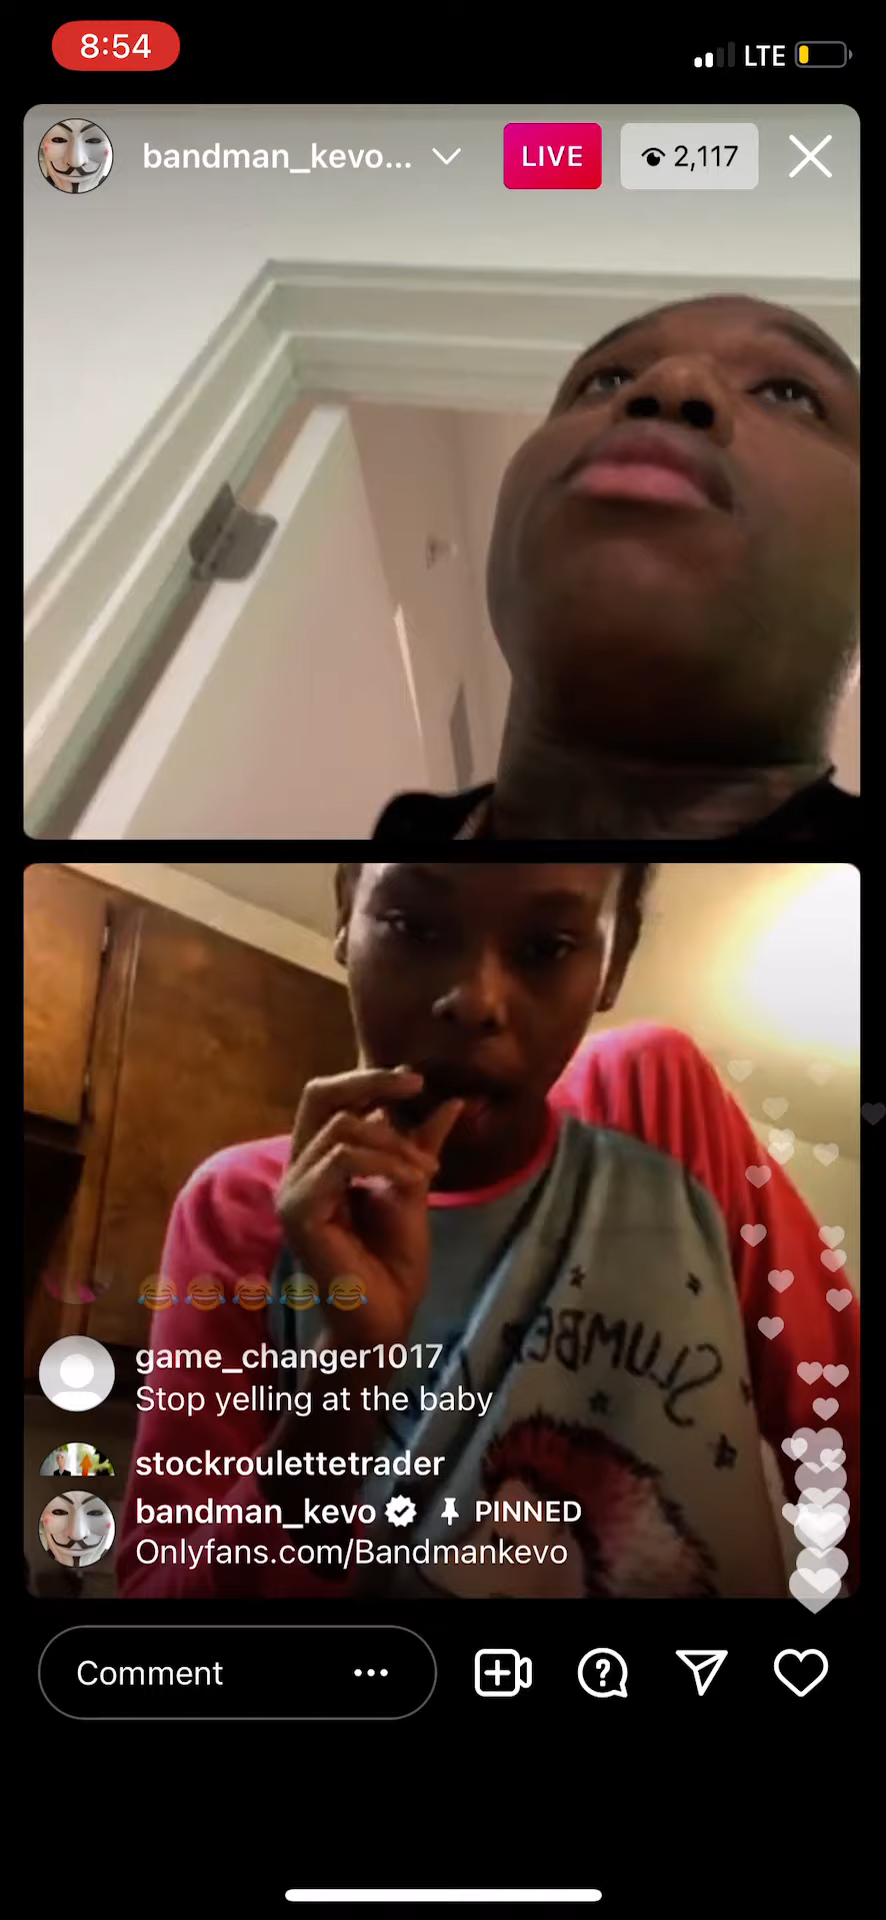 8:54
LTE
bandman_kevo...
LIVE
2,117
SLUMBER
😂😂😂😂😂
game_changer1017
Stop yelling at the baby
stockroulettetrader
bandman_kevo PINNED
Onlyfans.com/Bandmankevo
Comment ...